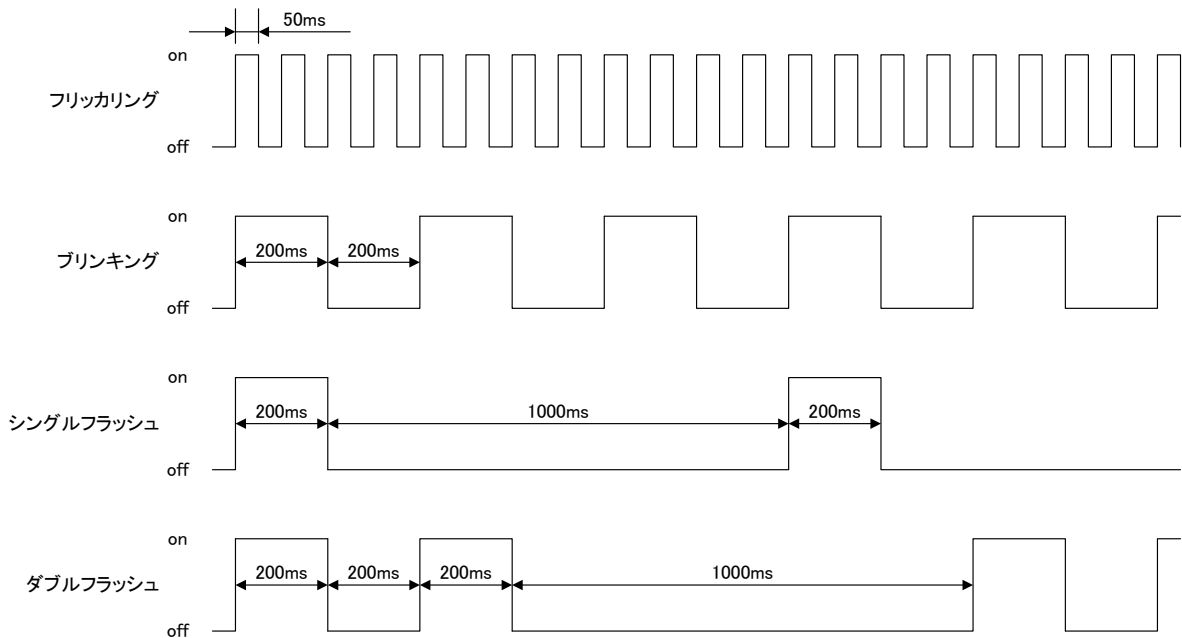 50ms
on
フリッカリング
off
on
200ms 200ms
ブリンキング
off
on
200ms 1000ms 200ms
シングルフラッシュ
off
on
200ms 200ms 200ms 1000ms
ダブルフラッシュ
off